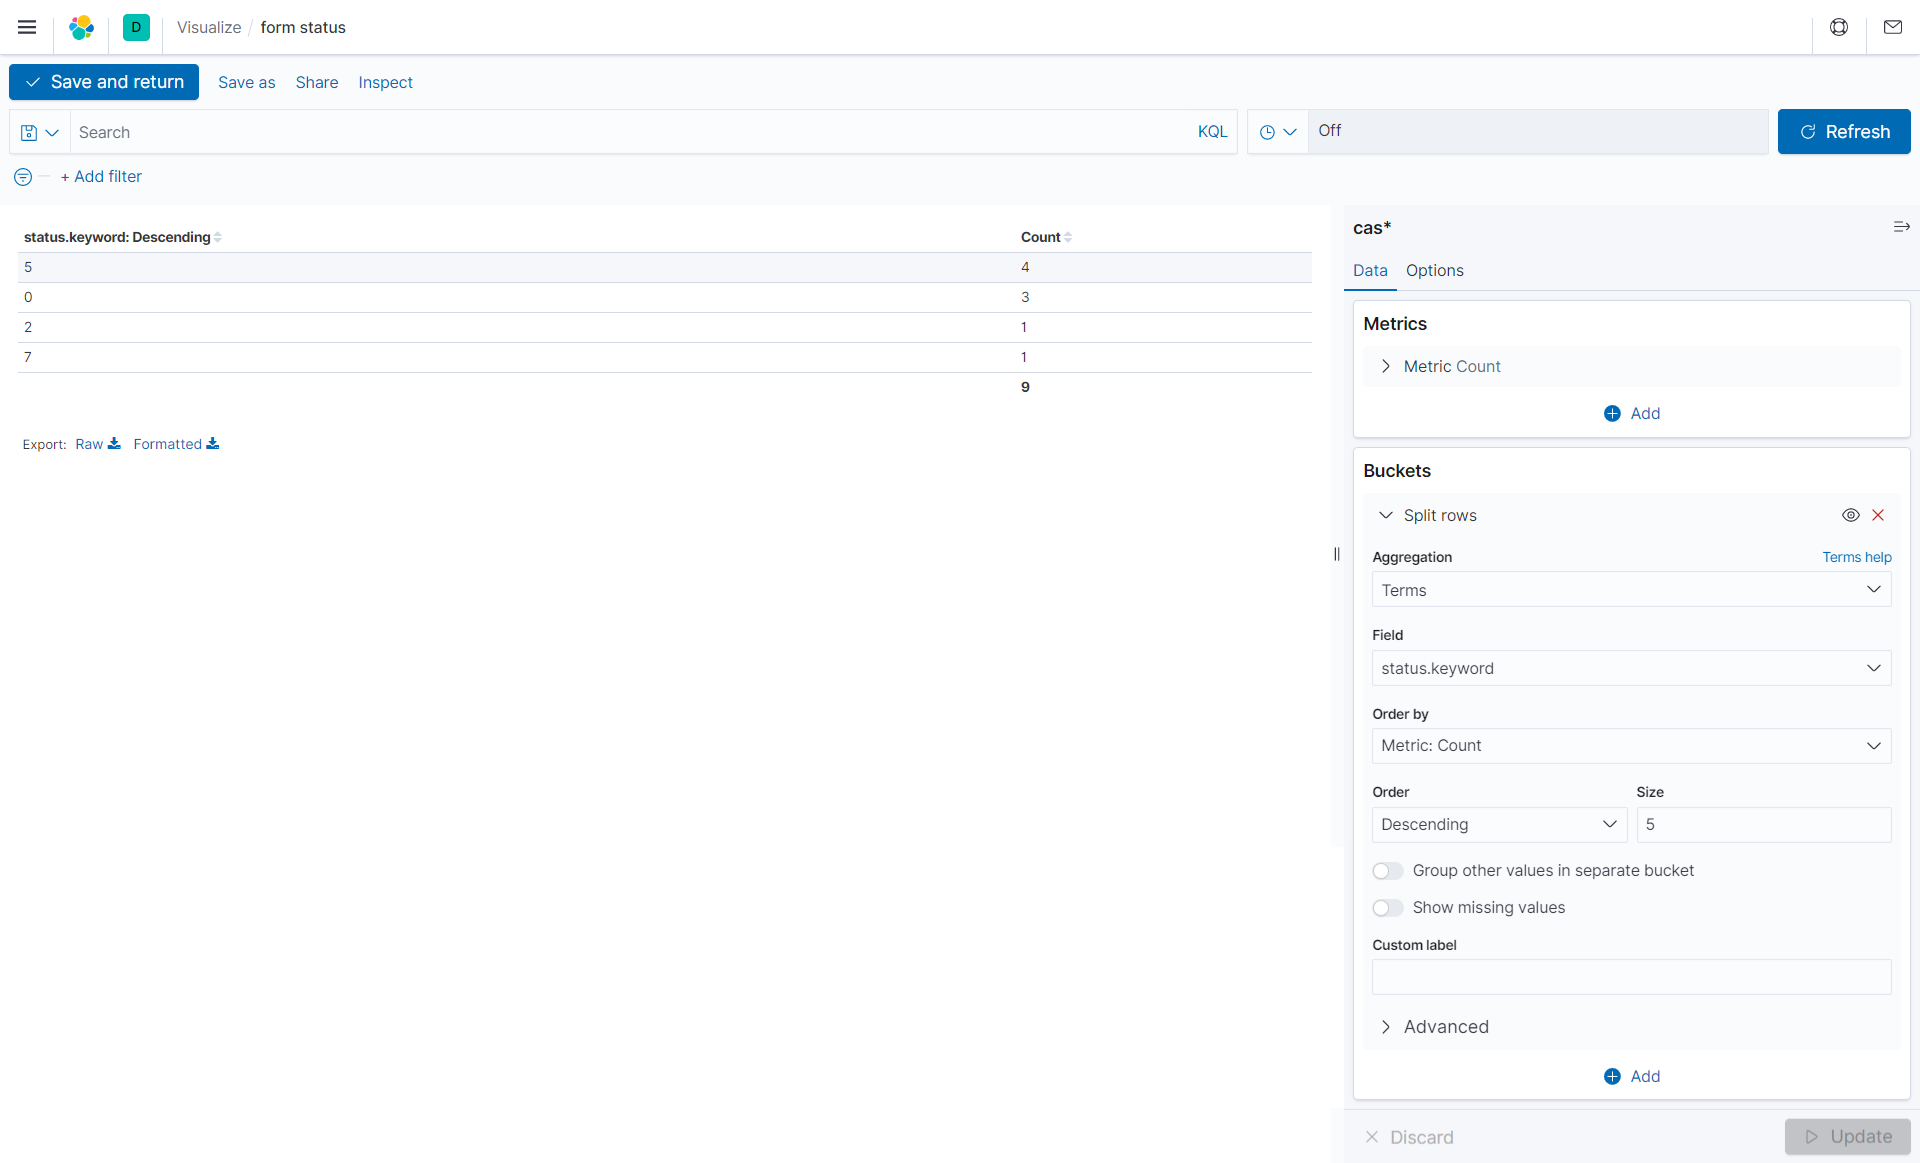 D
Visualize / form status
Save and return
Save as
Share
Inspect
Search
KQL
Off
Refresh
+ Add filter
status.keyword: Descending
Count
5
4
0
3
2
1
7
1
9
Export: Raw Formatted
cas*
Data
Options
Metrics
Metric Count
Add
Buckets
Split rows
Aggregation
Terms help
Terms
Field
status.keyword
Order by
Metric: Count
Order
Size
Descending
5
Group other values in separate bucket
Show missing values
Custom label
Advanced
Add
Discard
Update